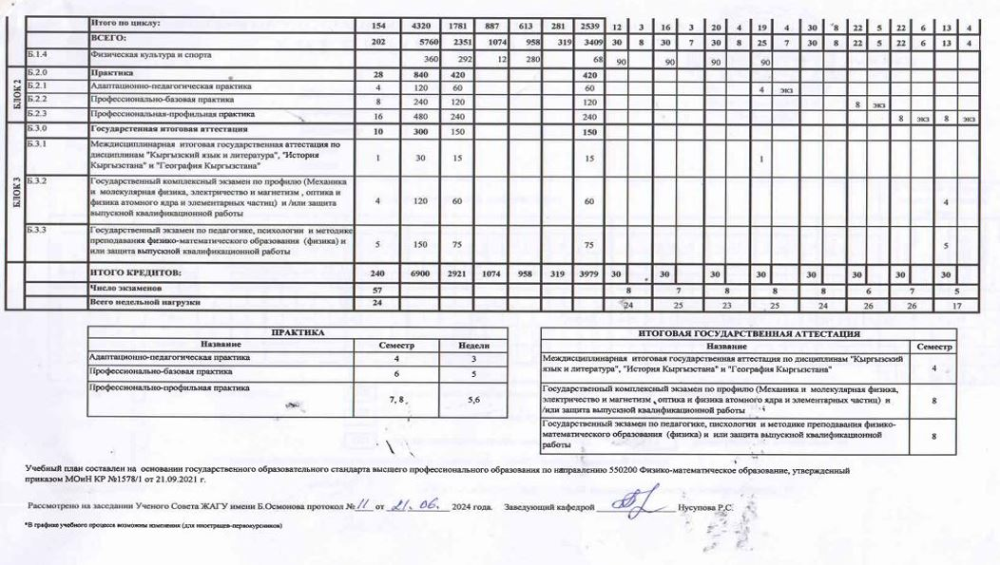 Итого по циклу: 154 4320 1781 887 613 281 2539 12 3 16 3 20 4 19 4 30 8 22 5 22 6 13 4
ВСЕГО: 202 5760 2351 1074 958 319 3409 30 8 30 7 30 8 25 7 30 8 22 5 22 6 13 4
Б.1.4 Физическая культура и спорта 360 292 12 280 68 90 90 90 90
БЛОК 2
Б.2.0 Практика 28 840 420 420
Б.2.1 Адаптационно-педагогическая практика 4 120 60 60 4 экз
Б.2.2 Профессионально-базовая практика 8 240 120 120 8 экз
Б.2.3 Профессиональная-профильная практика 16 480 240 240 8 экз 8 экз
БЛОК 3
Б.3.0 Государстенная итоговая аттестация 10 300 150 150
Б.3.1 Междисциплинарная итоговая государственная аттестация по
дисциплинам "Кыргызский язык и литература", "История
Кыргызстана" и "География Кыргызстана" 1 30 15 15 1
Б.3.2 Государственный комплексный экзамен по профилю (Механика
и молекулярная физика, электричество и магнетизм , оптика и
физика атомного ядра и элементарных частиц) и /или защита
выпускной квалификационной работы 4 120 60 60 4
Б.3.3 Государственный экзамен по педагогике, психологии и методике
преподавания физико-математического образования (физика) и
или защита выпускной квалификационной работы 5 150 75 75 5
ИТОГО КРЕДИТОВ: 240 6900 2921 1074 958 319 3979 30 30 30 30 30 30 30 30
Число экзаменов 57 8 7 8 8 8 6 7 5
Всего недельной нагрузки 24 24 25 23 25 24 26 26 17
ПРАКТИКА
Название Семестр Недели
Адаптационно-педагогическая практика 4 3
Профессионально-базовая практика 6 5
Профессионально-профильная практика 7, 8 5,6
ИТОГОВАЯ ГОСУДАРСТВЕННАЯ АТТЕСТАЦИЯ
Название Семестр
Междисциплинарная итоговая государственная аттестация по дисциплинам "Кыргызский
язык и литература", "История Кыргызстана" и "География Кыргызстана" 4
Государственный комплексный экзамен по профилю (Механика и молекулярная физика,
электричество и магнетизм , оптика и физика атомного ядра и элементарных частиц) и
/или защита выпускной квалификационной работы 8
Государственный экзамен по педагогике, писхологии и методике преподавания физико-
математического образования (физика) и или защита выпускной квалификационной
работы 8
Учебный план составлен на основании государственного образовательного стандарта высшего профессионального образования по направлению 550200 Физико-математическое образование, утвержденный
приказом МОиН КР №1578/1 от 21.09.2021 г.
Рассмотрено на заседании Ученого Совета ЖАГУ имени Б.Осмонова протокол № 11 от 21.06. 2024 года. Заведующий кафедрой Нусупова Р.С.
*В графике учебного процесса возможны изменения (для иностранцев-первокурсников)